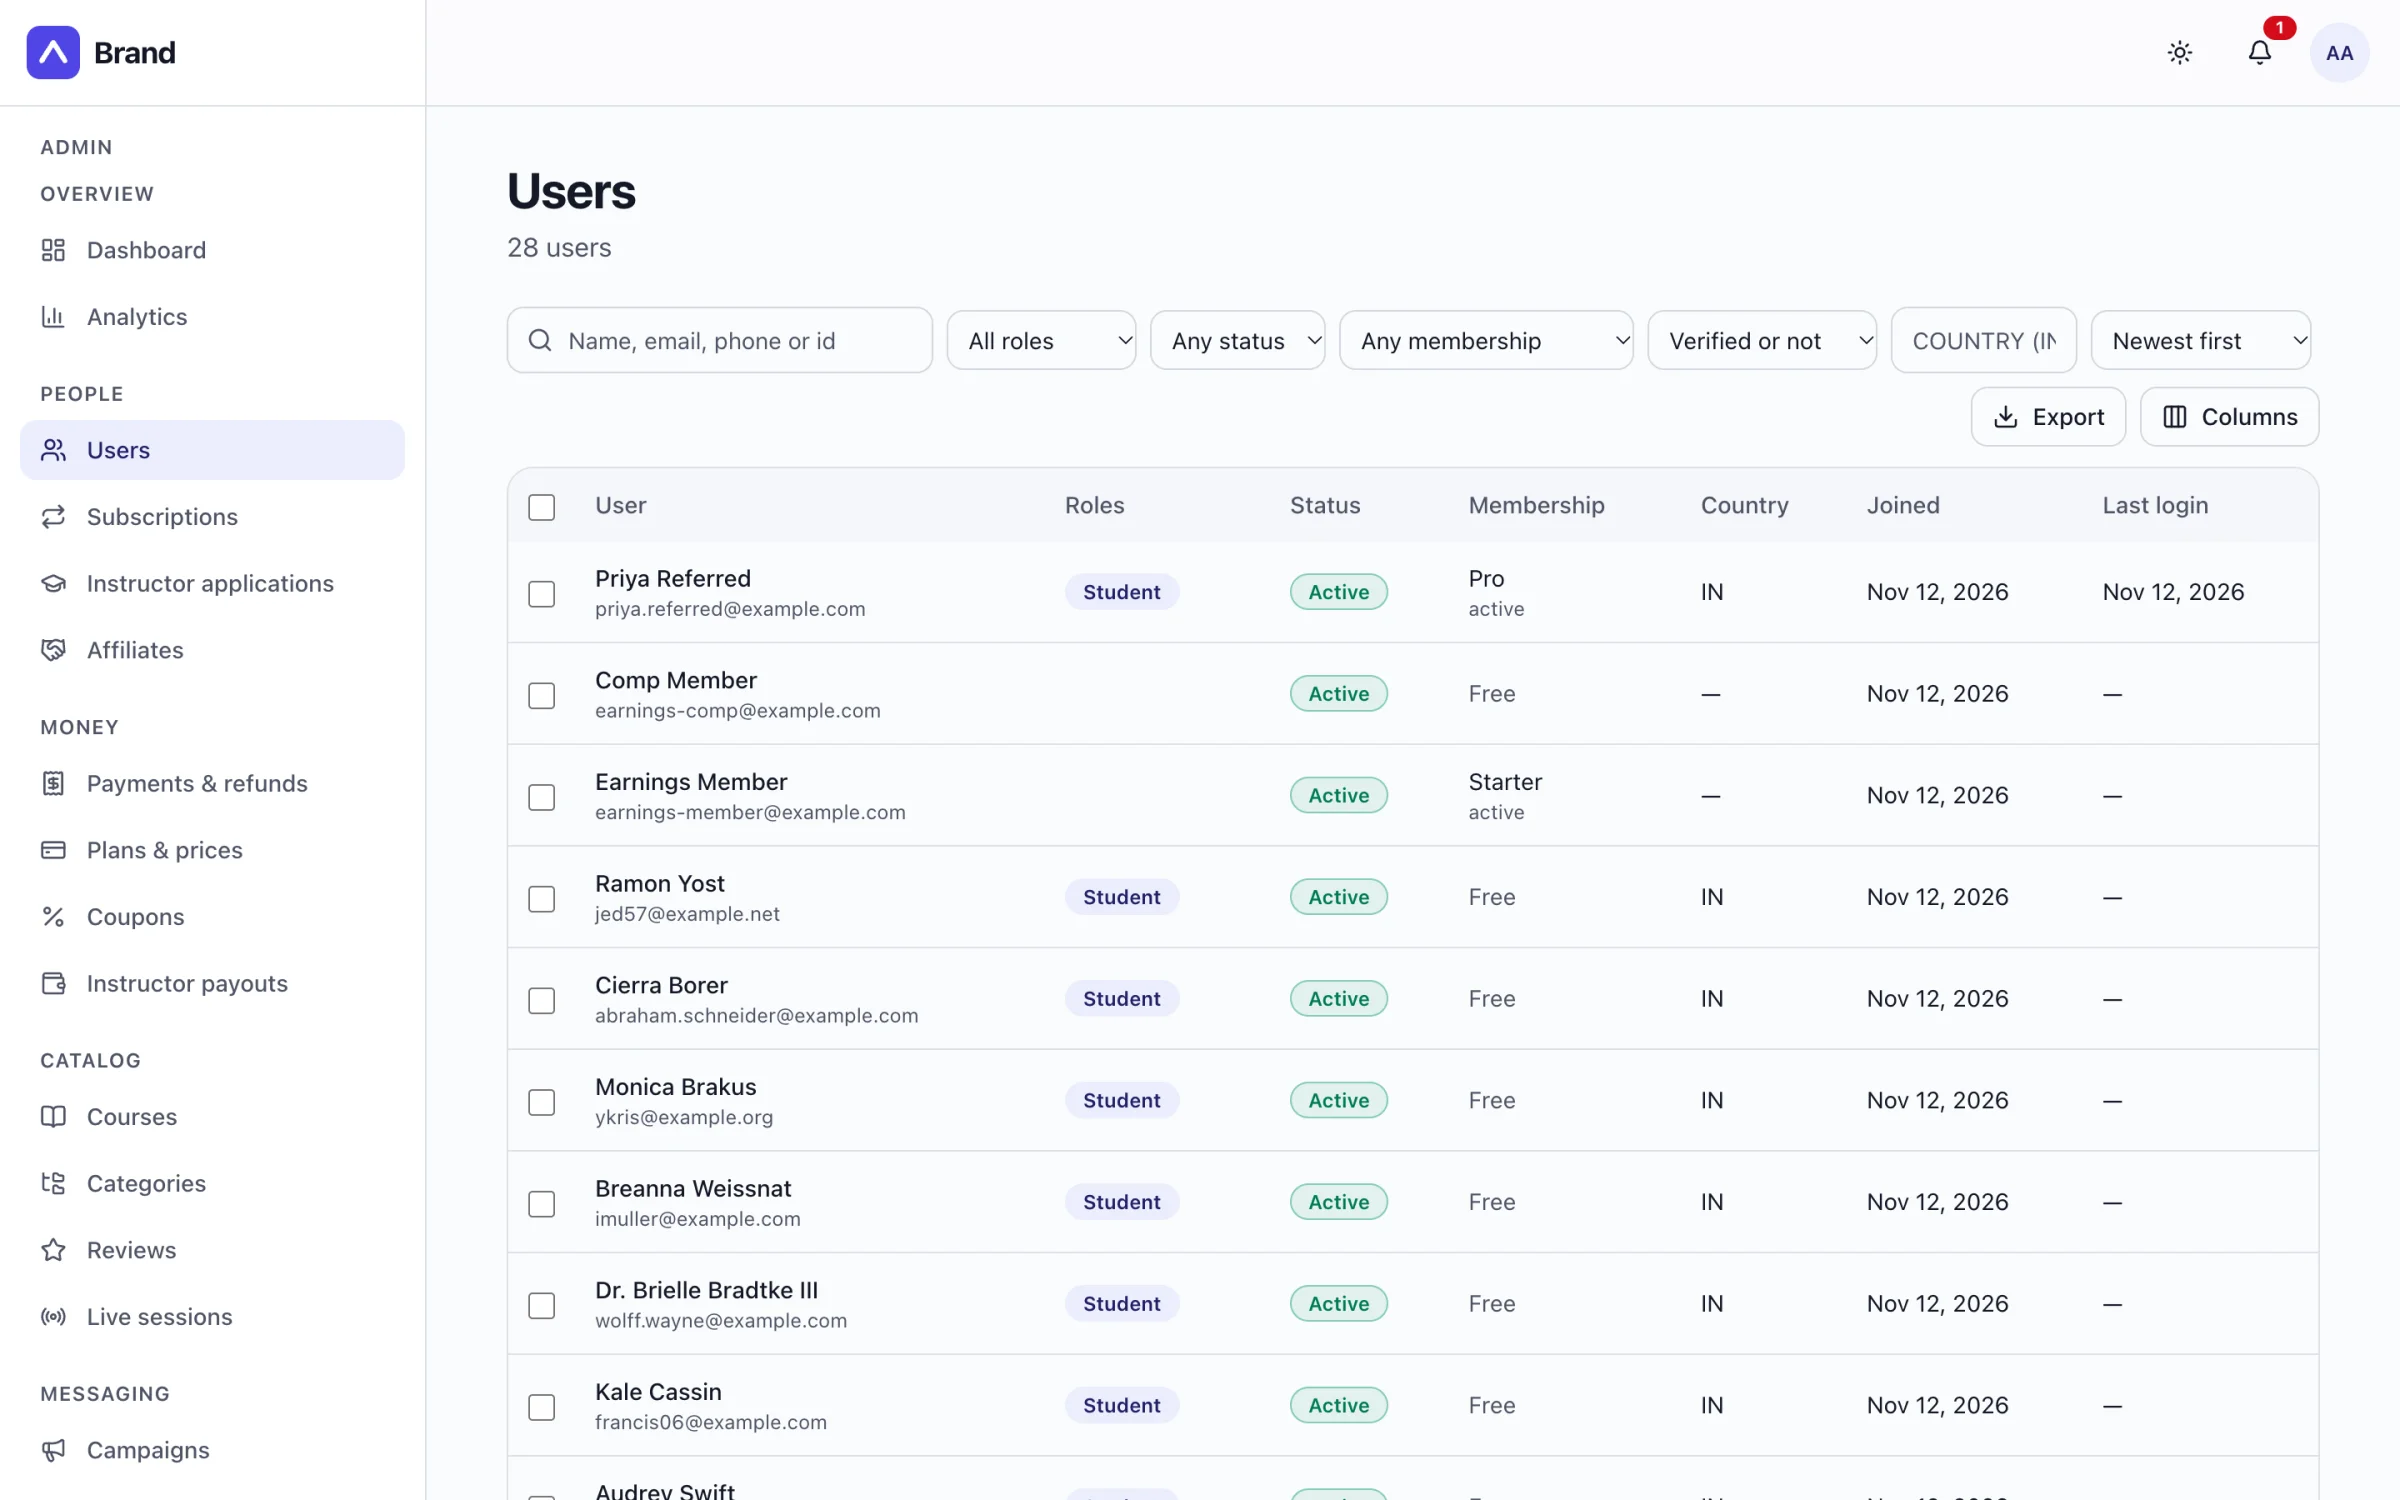 Brand
1
AA
ADMIN
OVERVIEW
Dashboard
Analytics
PEOPLE
Users
Subscriptions
Instructor applications
Affiliates
MONEY
Payments & refunds
Plans & prices
Coupons
Instructor payouts
CATALOG
Courses
Categories
Reviews
Live sessions
MESSAGING
Campaigns
Users
28 users
Name, email, phone or id All roles Any status Any membership Verified or not COUNTRY (IN Newest first
Export Columns
User Roles Status Membership Country Joined Last login
Priya Referred Student Active Pro IN Nov 12, 2026 Nov 12, 2026
priya.referred@example.com active
Comp Member Active Free — Nov 12, 2026 —
earnings-comp@example.com
Earnings Member Active Starter — Nov 12, 2026 —
earnings-member@example.com active
Ramon Yost Student Active Free IN Nov 12, 2026 —
jed57@example.net
Cierra Borer Student Active Free IN Nov 12, 2026 —
abraham.schneider@example.com
Monica Brakus Student Active Free IN Nov 12, 2026 —
ykris@example.org
Breanna Weissnat Student Active Free IN Nov 12, 2026 —
imuller@example.com
Dr. Brielle Bradtke III Student Active Free IN Nov 12, 2026 —
wolff.wayne@example.com
Kale Cassin Student Active Free IN Nov 12, 2026 —
francis06@example.com
Audrey Swift